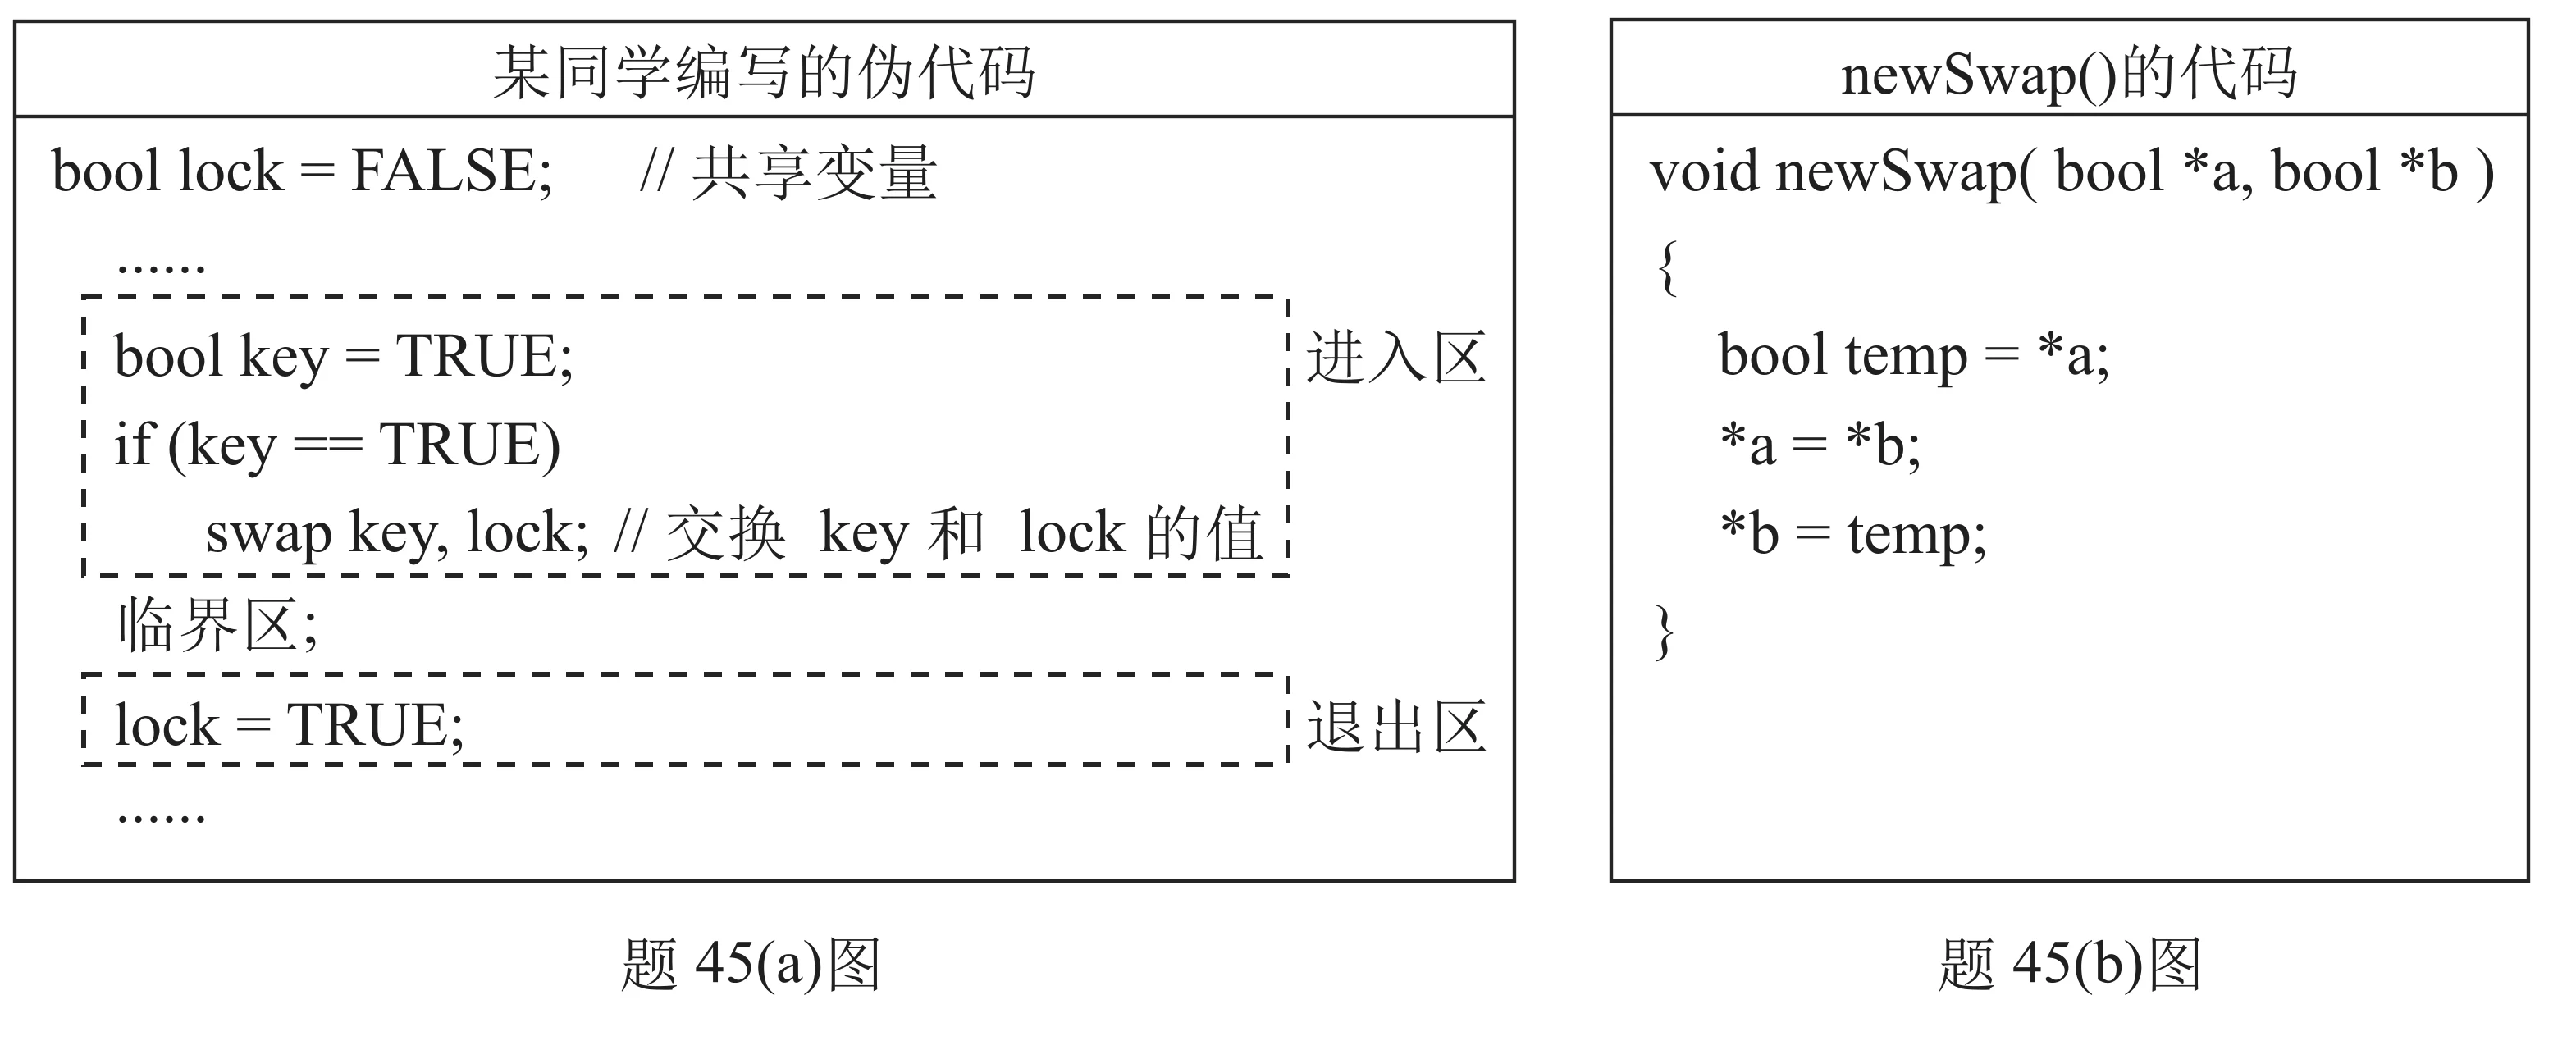 某同学编写的伪代码
bool lock = FALSE; // 共享变量
......
bool key = TRUE;
if (key == TRUE)
swap key, lock; // 交换 key 和 lock 的值
进入区
临界区;
lock = TRUE;
退出区
......
题 45(a)图
newSwap()的代码
void newSwap( bool *a, bool *b )
{
bool temp = *a;
*a = *b;
*b = temp;
}
题 45(b)图